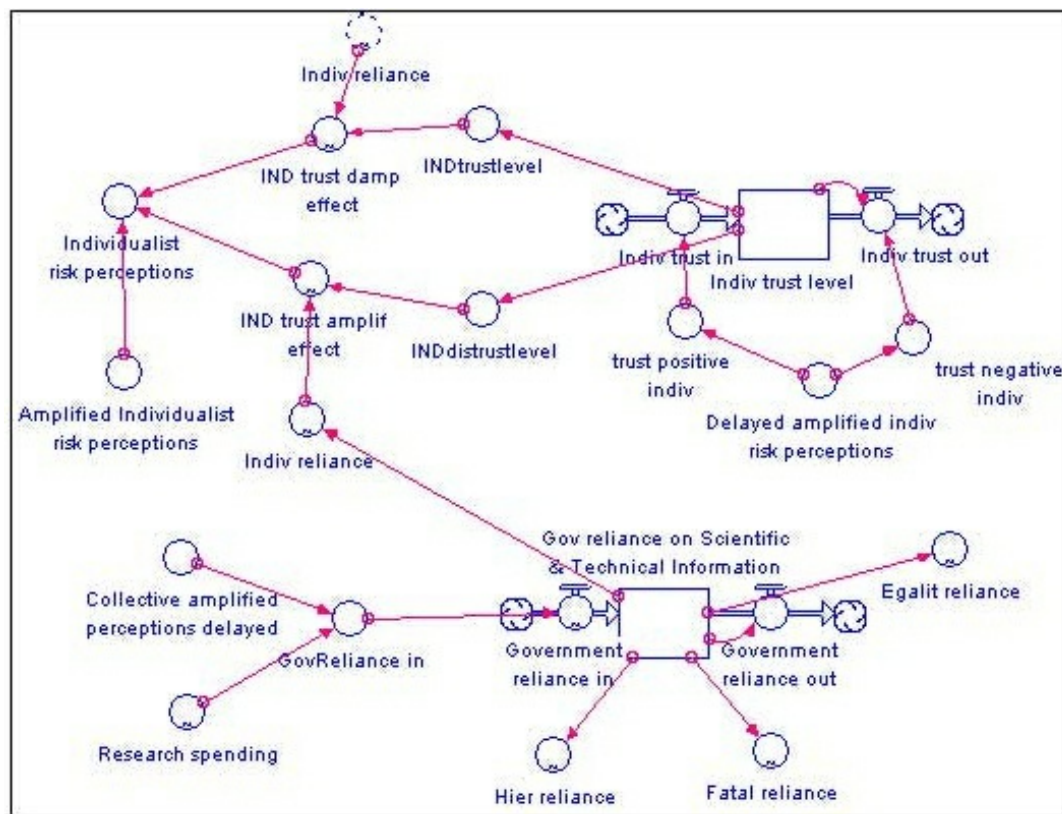 Indiv reliance
INDtrustlevel
IND trust damp
effect
Individualist
risk perceptions
Indiv trust in
Indiv trust level
Indiv trust out
IND trust amplif
effect
INDdistrustlevel
trust positive
indiv
trust negative
indiv
Amplified Individualist
risk perceptions
Delayed amplified indiv
risk perceptions
Indiv reliance
Gov reliance on Scientific
& Technical Information
Egalit reliance
Collective amplified
perceptions delayed
GovReliance in
Government
reliance in
Government
reliance out
Research spending
Hier reliance
Fatal reliance